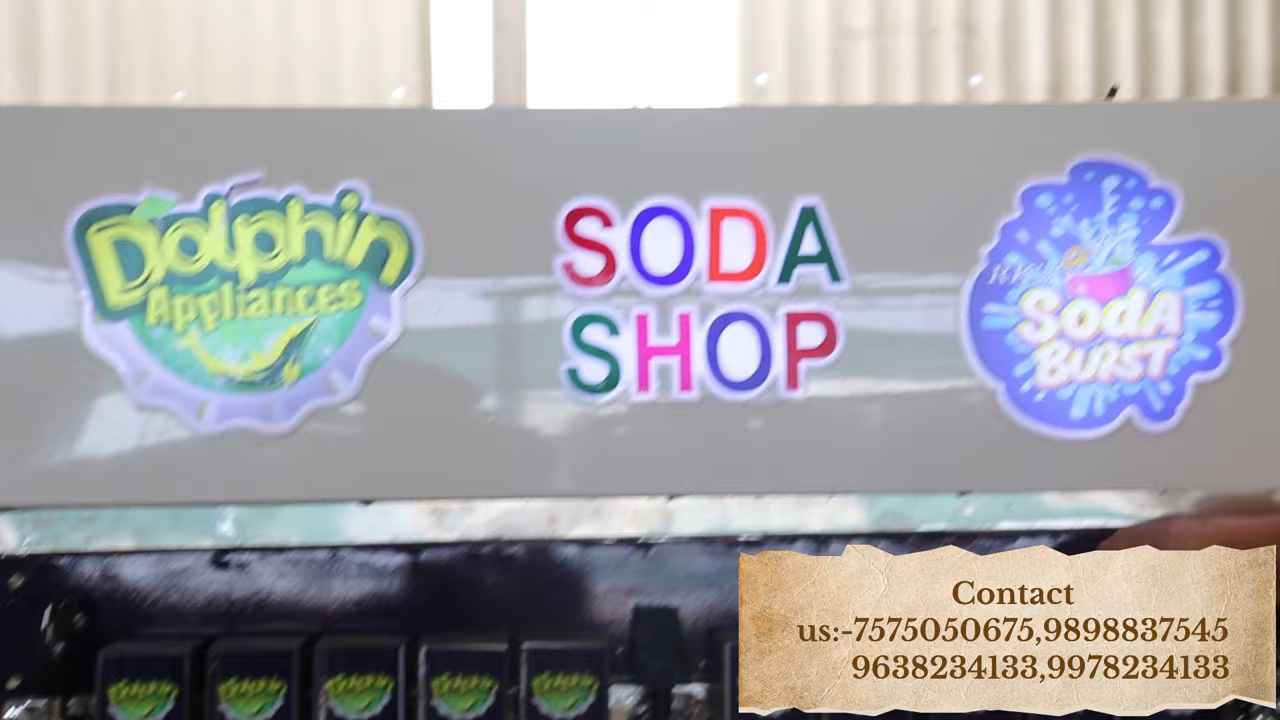 Dolphin
Appliances
SODA
SHOP
Soda
BURST
Contact
us:-7575050675,9898837545
9638234133,9978234133